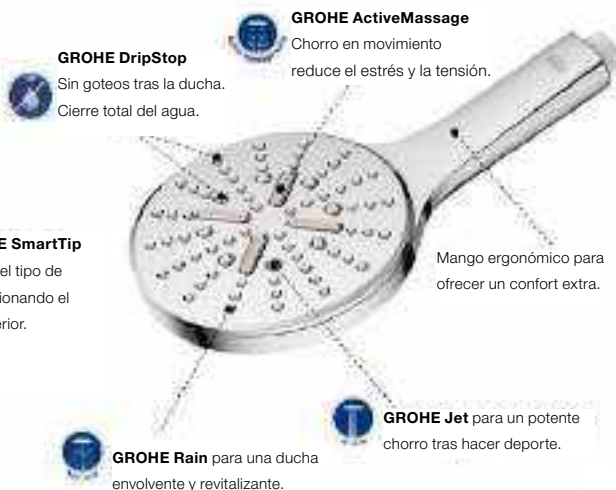 GROHE ActiveMassage
Chorro en movimiento
reduce el estrés y la tensión.
GROHE DripStop
Sin goteos tras la ducha.
Cierre total del agua.
SmartTip
el tipo de
el
Mango ergonómico para
ofrecer un confort extra.
GROHE Jet para un potente
chorro tras hacer deporte.
GROHE Rain para una ducha
envolvente y revitalizante.